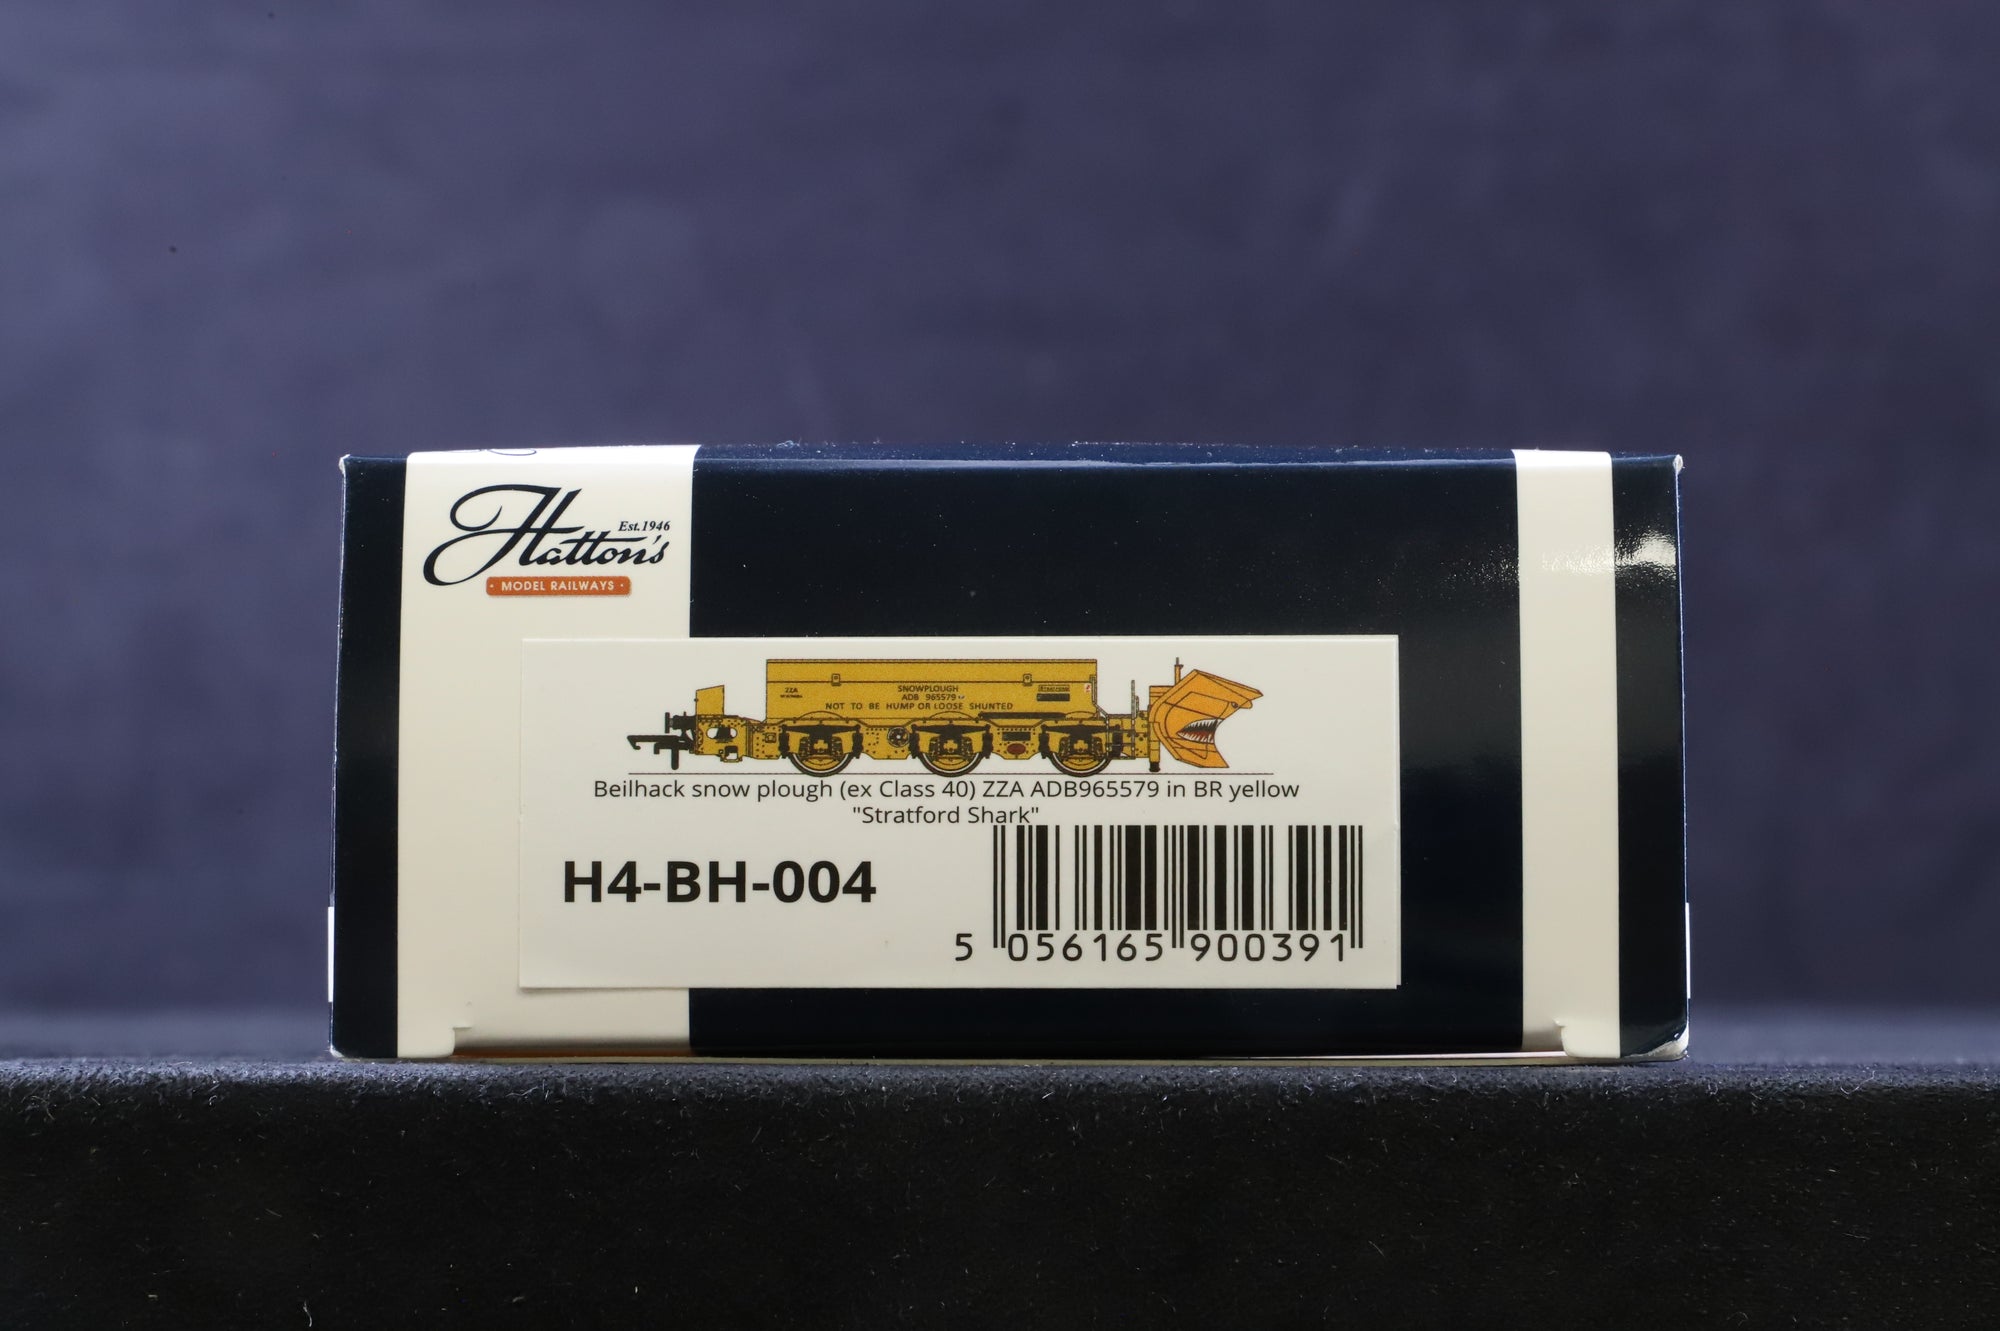 Est.1946
Hatton's
· MODEL RAILWAYS ·
ZZA
SNOWPLOUGH
ADB 965579
NOT TO BE HUMP OR LOOSE SHUNTED
Beilhack snow plough (ex Class 40) ZZA ADB965579 in BR yellow
"Stratford Shark"
H4-BH-004
5 056165 900391